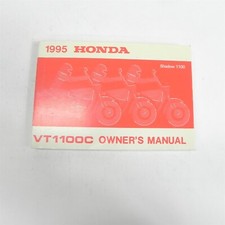 1995 HONDA
Shadow 1100
VT1100C OWNER'S MANUAL